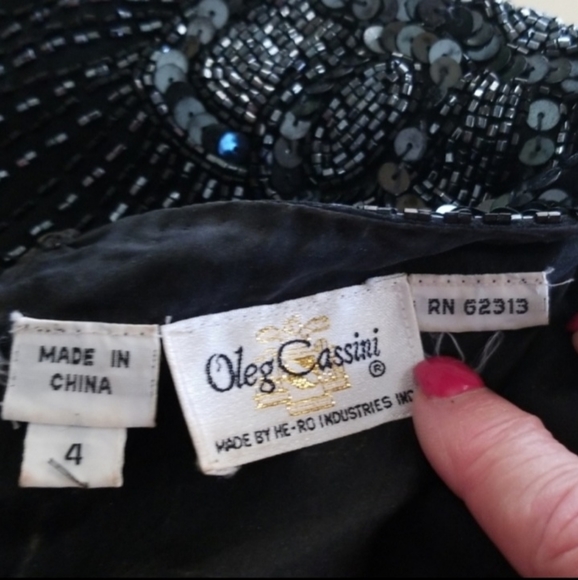 MADE IN
CHINA
4
Oleg Cassini ®
MADE BY HE-RO INDUSTRIES INC
RN 62313